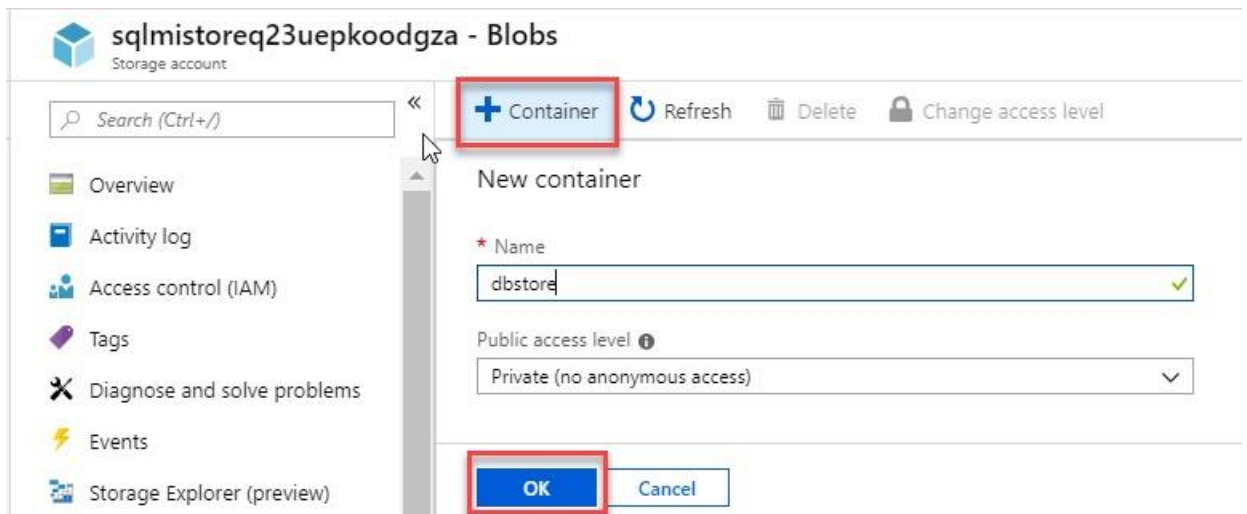 sqlmistoreq23uepkoodgza - Blobs
Storage account
Search (Ctrl+/)
«
Overview
Activity log
Access control (IAM)
Tags
Diagnose and solve problems
Events
Storage Explorer (preview)
+ Container Refresh Delete Change access level
New container
* Name
dbstore
Public access level
Private (no anonymous access)
OK Cancel